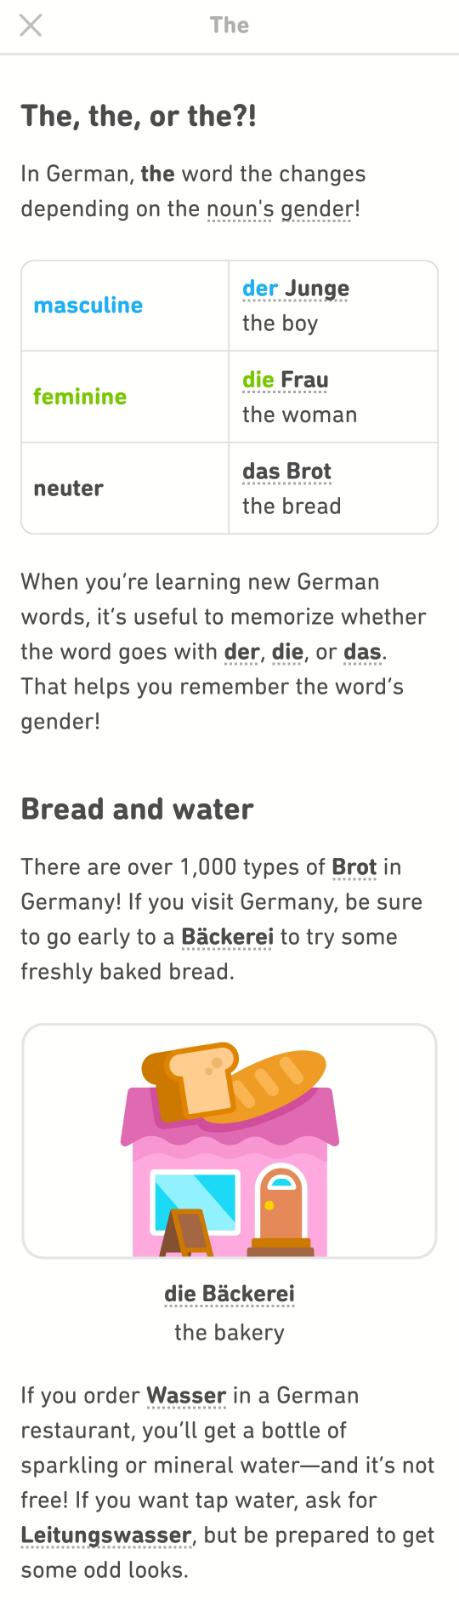 The
The, the, or the?!
In German, the word the changes
depending on the noun's gender!
masculine
der Junge
the boy
feminine
die Frau
the woman
neuter
das Brot
the bread
When you’re learning new German
words, it’s useful to memorize whether
the word goes with der, die, or das.
That helps you remember the word’s
gender!
Bread and water
There are over 1,000 types of Brot in
Germany! If you visit Germany, be sure
to go early to a Bäckerei to try some
freshly baked bread.
die Bäckerei
the bakery
If you order Wasser in a German
restaurant, you’ll get a bottle of
sparkling or mineral water—and it’s not
free! If you want tap water, ask for
Leitungswasser, but be prepared to get
some odd looks.